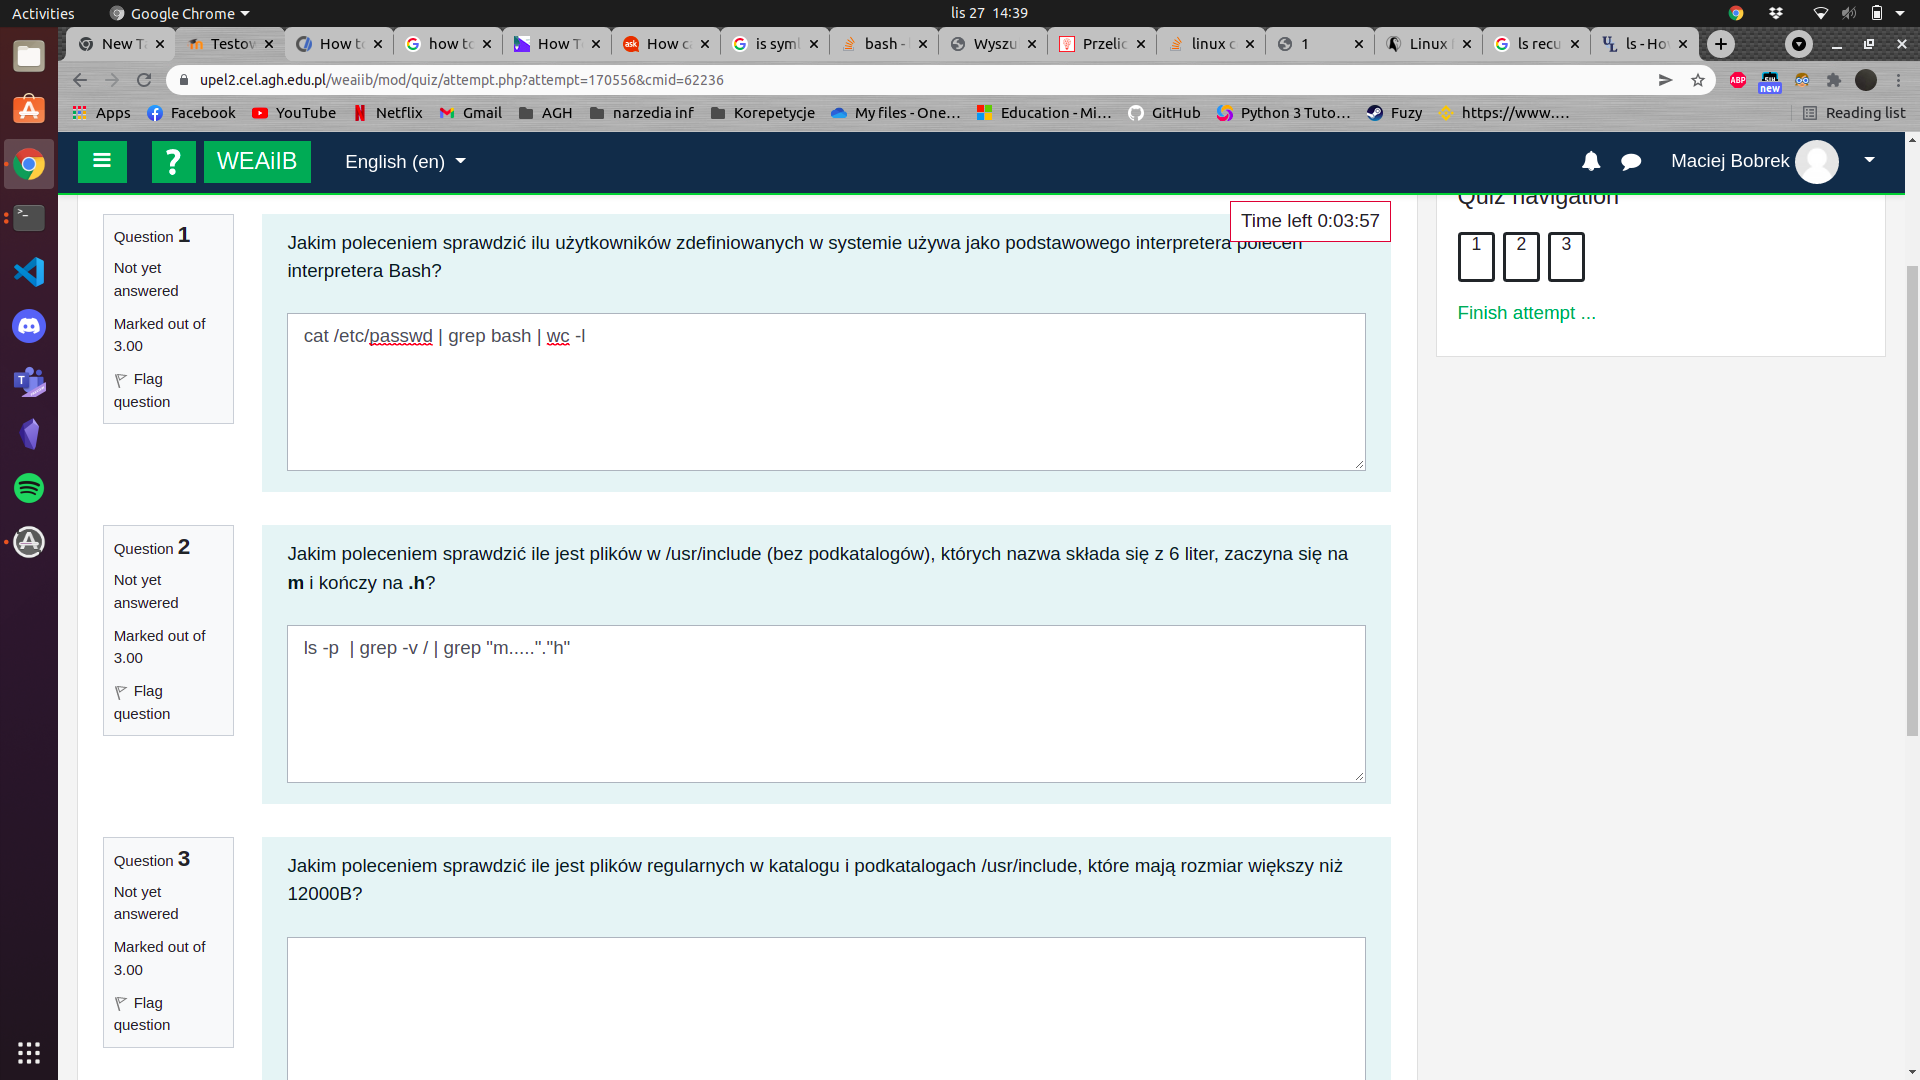 Activities
Google Chrome
lis 27 14:39
New T
Testow
How to
how to
How T
How c
is syml
bash -
Wyszu
Przelic
linux c
1
Linux
ls recu
ls - Ho
upel2.cel.agh.edu.pl/weaiib/mod/quiz/attempt.php?attempt=170556&cmid=62236
ABP
new
Apps
Facebook
YouTube
Netflix
Gmail
AGH
narzedia inf
Korepetycje
My files - One…
Education - Mi…
GitHub
Python 3 Tuto…
Fuzy
https://www.…
Reading list
?
WEAiIB
English (en)
Maciej Bobrek
Quiz navigation
1 2 3
Finish attempt ...
Time left 0:03:57
Question 1
Not yet
answered
Marked out of
3.00
Flag
question
Jakim poleceniem sprawdzić ilu użytkowników zdefiniowanych w systemie używa jako podstawowego interpretera poleceń
interpretera Bash?
cat /etc/passwd | grep bash | wc -l
Question 2
Not yet
answered
Marked out of
3.00
Flag
question
Jakim poleceniem sprawdzić ile jest plików w /usr/include (bez podkatalogów), których nazwa składa się z 6 liter, zaczyna się na
m i kończy na .h?
ls -p  | grep -v / | grep "m....."."h"
Question 3
Not yet
answered
Marked out of
3.00
Flag
question
Jakim poleceniem sprawdzić ile jest plików regularnych w katalogu i podkatalogach /usr/include, które mają rozmiar większy niż
12000B?